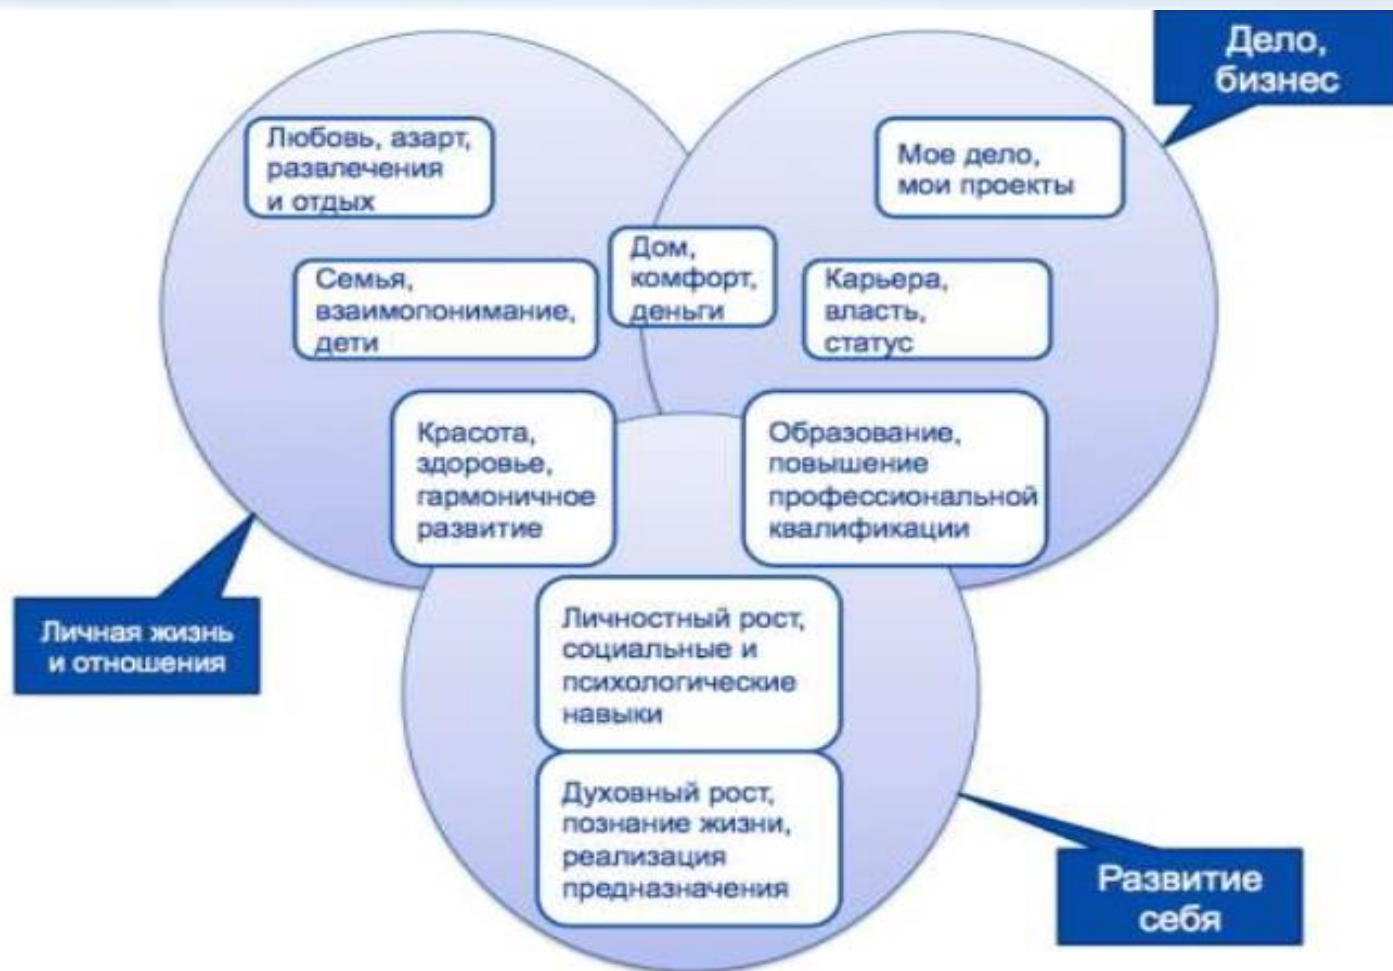 Дело,
бизнес
Любовь, азарт,
развлечения
и отдых
Мое дело,
мои проекты
Дом,
комфорт,
деньги
Семья,
взаимопонимание,
дети
Карьера,
власть,
статус
Красота,
здоровье,
гармоничное
развитие
Образование,
повышение
профессиональной
квалификации
Личная жизнь
и отношения
Личностный рост,
социальные и
психологические
навыки
Духовный рост,
познание жизни,
реализация
предназначения
Развитие
себя